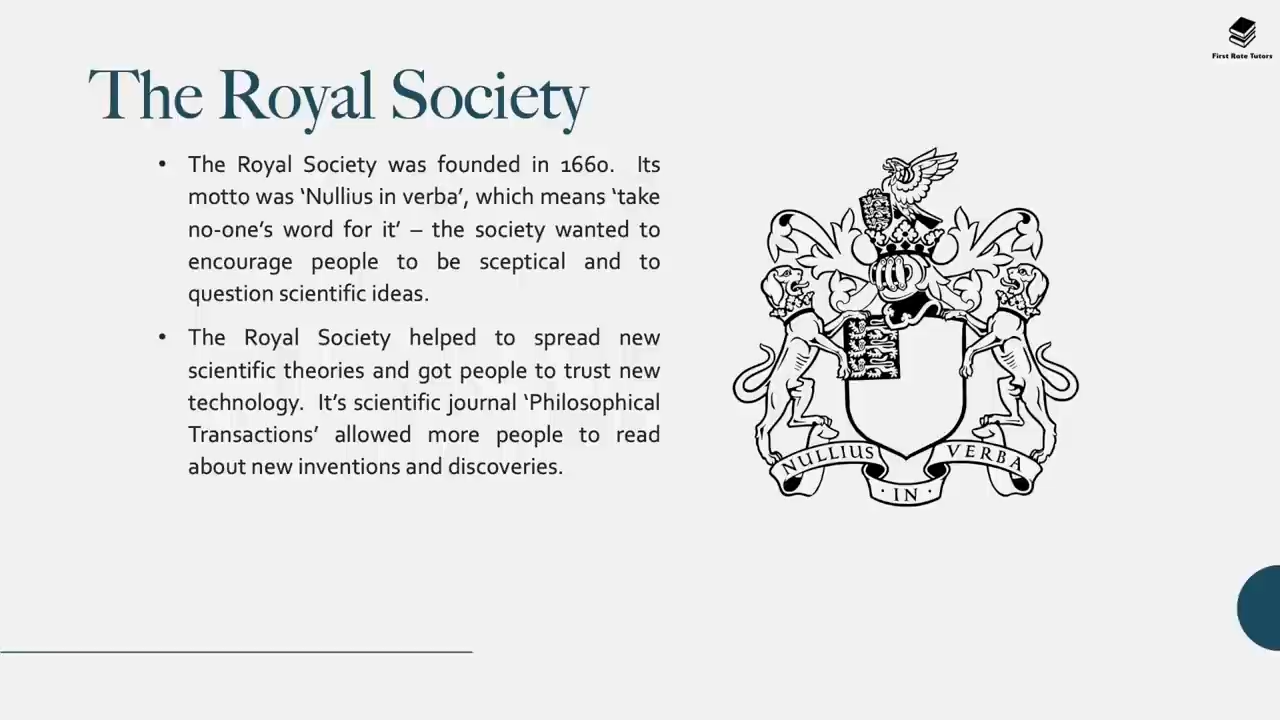 First Rate Tutors
The Royal Society
• The Royal Society was founded in 1660. Its
motto was ‘Nullius in verba’, which means ‘take
no-one’s word for it’ – the society wanted to
encourage people to be sceptical and to
question scientific ideas.
• The Royal Society helped to spread new
scientific theories and got people to trust new
technology. It’s scientific journal ‘Philosophical
Transactions’ allowed more people to read
about new inventions and discoveries.
NULLIUS
· IN ·
VERBA